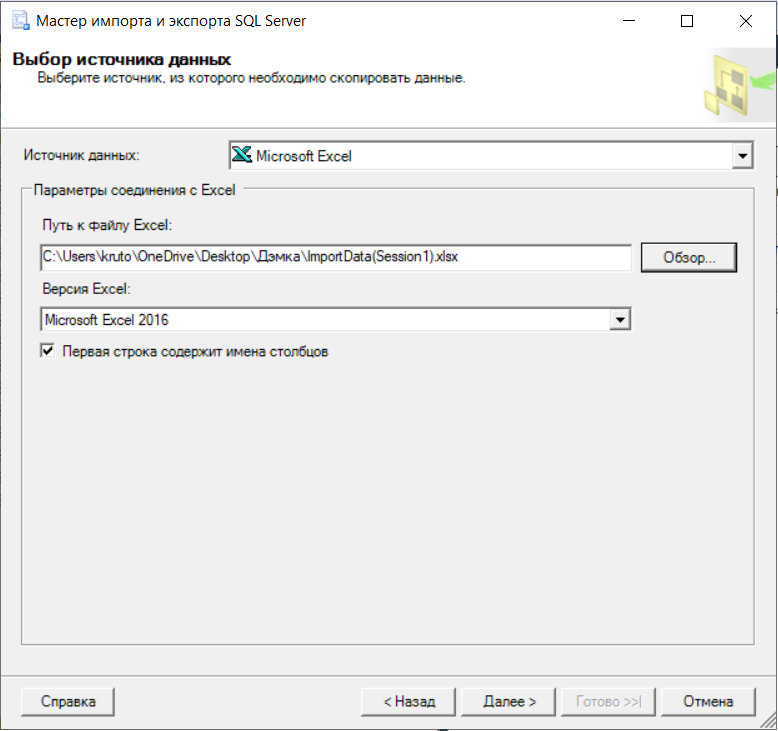 Мастер импорта и экспорта SQL Server
Выбор источника данных
Выберите источник, из которого необходимо скопировать данные.
Источник данных:
Microsoft Excel
Параметры соединения с Excel
Путь к файлу Excel:
C:\Users\kruto\OneDrive\Desktop\Дэмка\ImportData(Session1).xlsx
Обзор...
Версия Excel:
Microsoft Excel 2016
Первая строка содержит имена столбцов
Справка
< Назад
Далее >
Готово >>|
Отмена